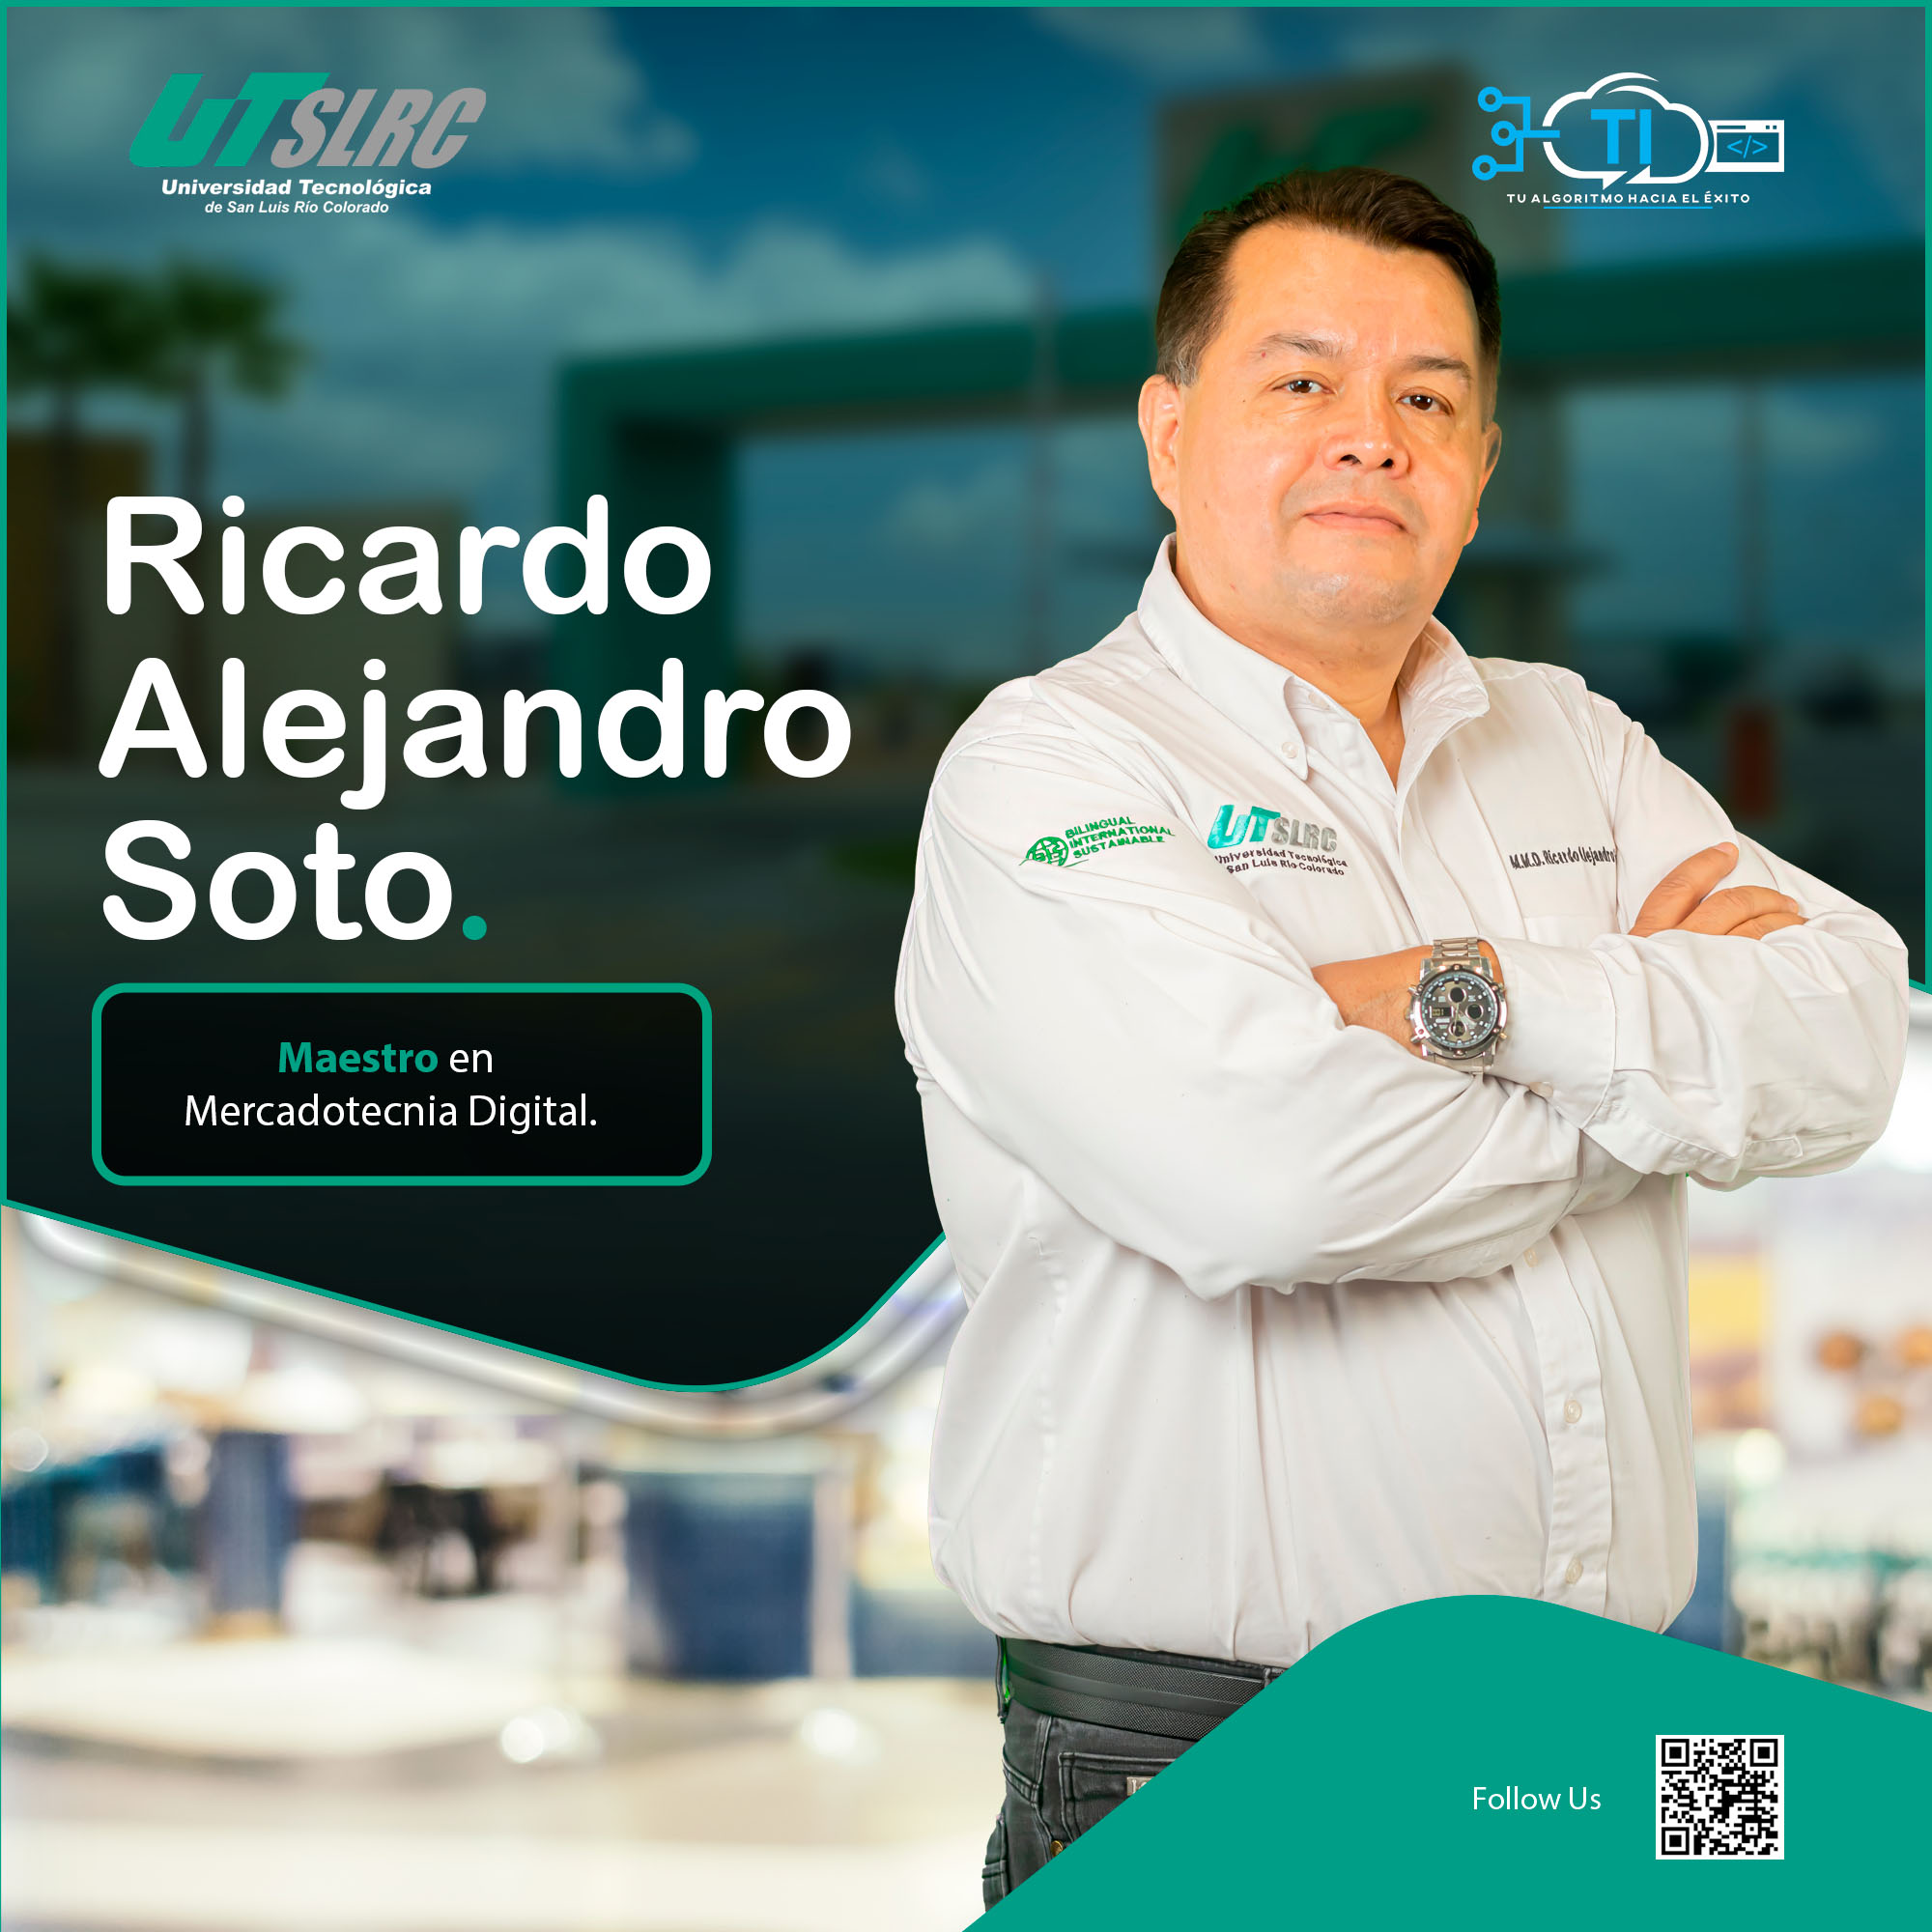 UTSLRC
Universidad Tecnológica
de San Luis Río Colorado
TI
</>
TU ALGORITMO HACIA EL ÉXITO
Ricardo
Alejandro
Soto.
Maestro en
Mercadotecnia Digital.
BILINGUAL
INTERNATIONAL
SUSTAINABLE
UTSLRC
Universidad Tecnológica
San Luis Río Colorado
M.M.D. Ricardo Alejandro
Follow Us